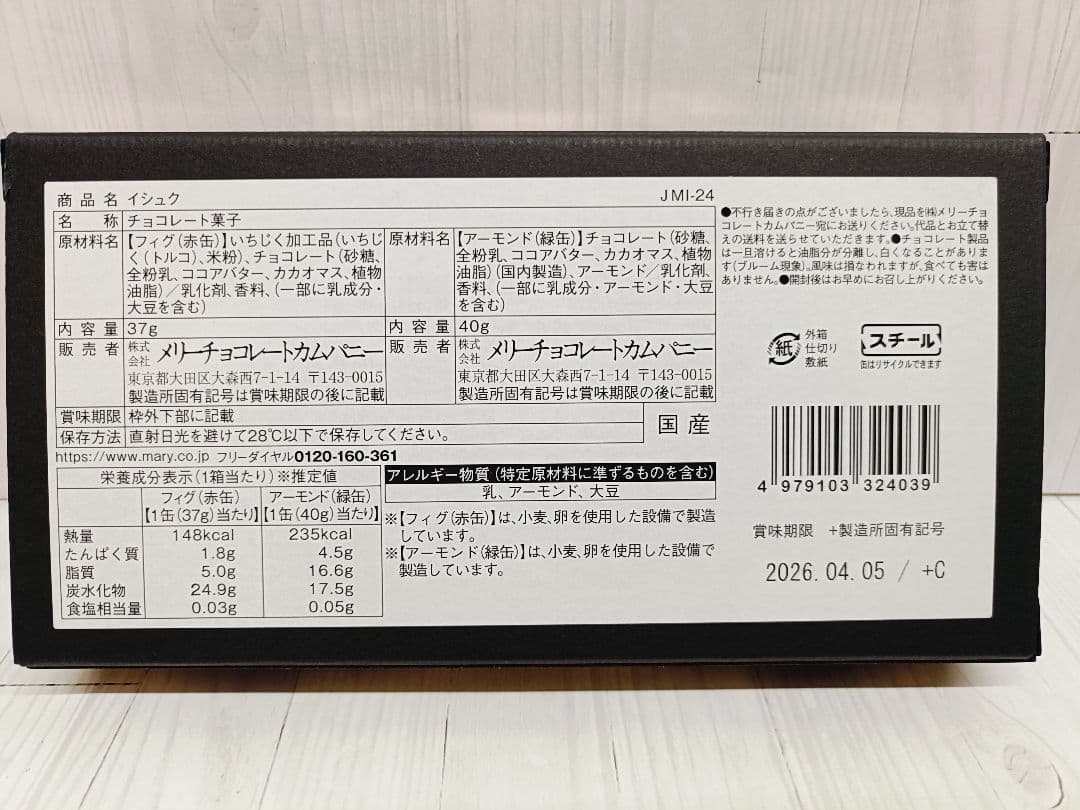 商品名 イシュク JMI-24
名称 チョコレート菓子
原材料名 【フィグ(赤缶)】いちじく加工品(いちじ
く(トルコ)、米粉)、チョコレート(砂糖、
全粉乳、ココアバター、カカオマス、植物
油脂)/乳化剤、香料、(一部に乳成分・
大豆を含む)
原材料名 【アーモンド(緑缶)】チョコレート(砂糖、
全粉乳、ココアバター、カカオマス、植物
油脂)(国内製造)、アーモンド/乳化剤、
香料、(一部に乳成分・アーモンド・大豆
を含む)
内容量 37g
内容量 40g
販売者 株式会社 メリーチョコレートカムパニー
東京都大田区大森西7-1-14 〒143-0015
製造所固有記号は賞味期限の後に記載
販売者 株式会社 メリーチョコレートカムパニー
東京都大田区大森西7-1-14 〒143-0015
製造所固有記号は賞味期限の後に記載
賞味期限 枠外下部に記載
保存方法 直射日光を避けて28℃以下で保存してください。
国産
https://www.mary.co.jp フリーダイヤル0120-160-361
栄養成分表示(1箱当たり)※推定値
フィグ(赤缶) アーモンド(緑缶)
【1缶(37g)当たり】 【1缶(40g)当たり】
熱量 148kcal 235kcal
たんぱく質 1.8g 4.5g
脂質 5.0g 16.6g
炭水化物 24.9g 17.5g
食塩相当量 0.03g 0.05g
アレルギー物質(特定原材料に準ずるものを含む)
乳、アーモンド、大豆
※【フィグ(赤缶)】は、小麦、卵を使用した設備で製造
しています。
※【アーモンド(緑缶)】は、小麦、卵を使用した設備で
製造しています。
●不行き届きの点がございましたら、現品を㈱メリーチョ
コレートカムパニー宛にお送りください。代品とお立て替
えの送料を送らせていただきます。●チョコレート製品
は一旦溶けると油脂分が分離し、白くなることがありま
す(ブルーム現象)。風味は損なわれますが、食べても害は
ありません。●開封後はお早めにお召し上がりください。
紙
外箱
仕切り
敷紙
スチール
缶はリサイクルできます
4 979103 324039
賞味期限 +製造所固有記号
2026.04.05 / +C